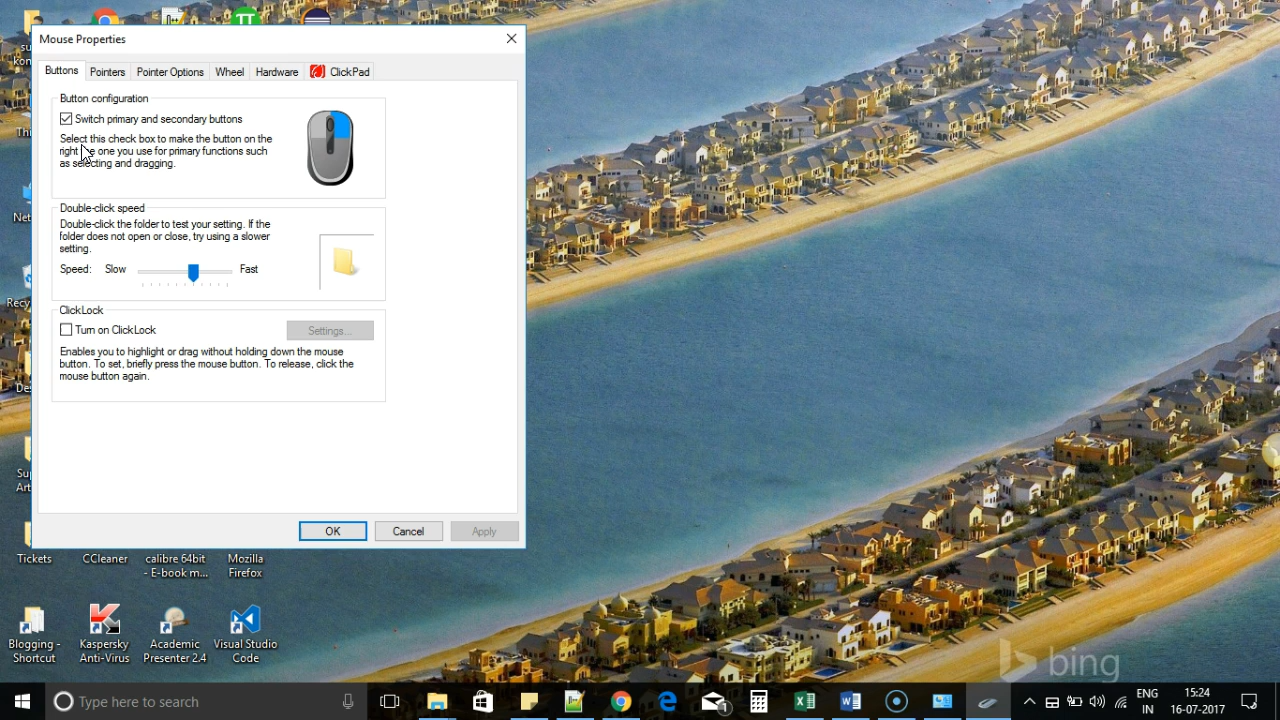 Mouse Properties
Buttons
Pointers
Pointer Options
Wheel
Hardware
ClickPad
Button configuration
Switch primary and secondary buttons
Select this check box to make the button on the
right the one you use for primary functions such
as selecting and dragging.
Double-click speed
Double-click the folder to test your setting. If the
folder does not open or close, try using a slower
setting.
Speed: Slow Fast
ClickLock
Turn on ClickLock
Settings...
Enables you to highlight or drag without holding down the mouse
button. To set, briefly press the mouse button. To release, click the
mouse button again.
OK
Cancel
Apply
Tickets
CCleaner
calibre 64bit
- E-book m...
Mozilla
Firefox
Blogging -
Shortcut
Kaspersky
Anti-Virus
Academic
Presenter 2.4
Visual Studio
Code
bing
Type here to search
1
ENG
IN
15:24
16-07-2017